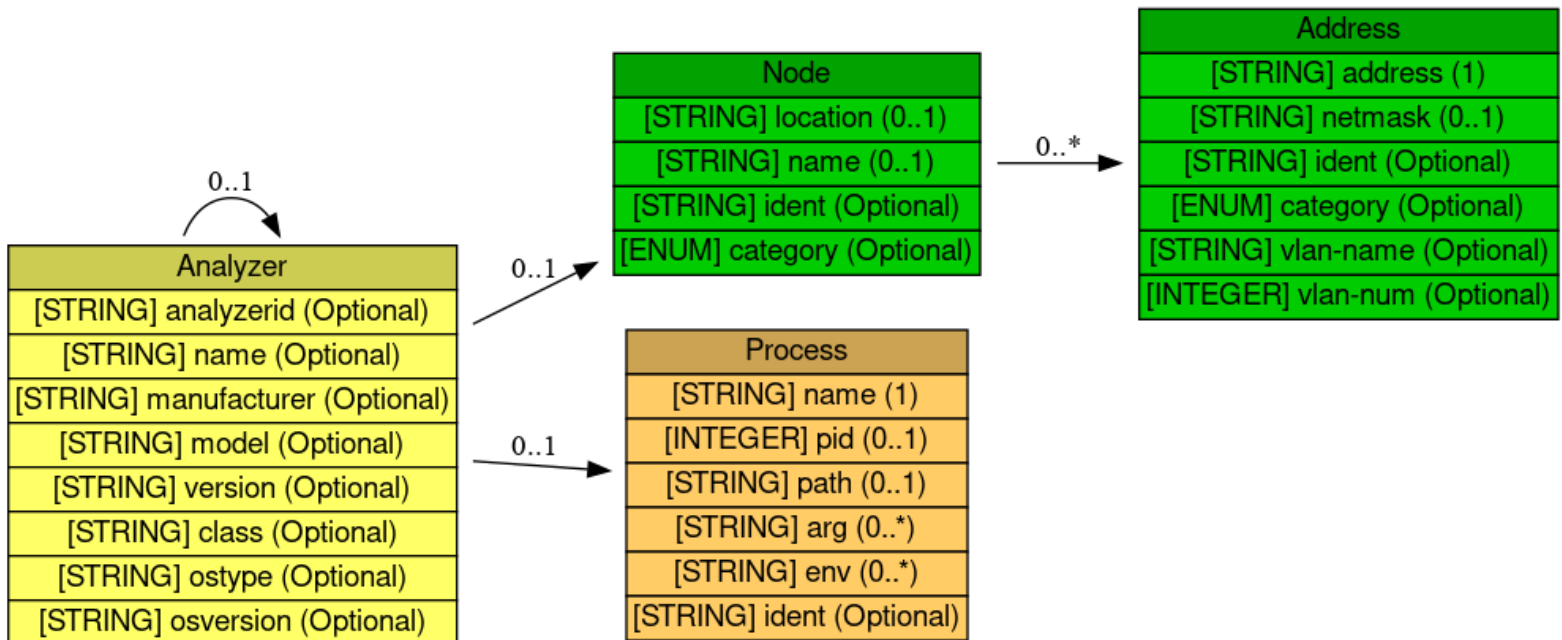 Address
[STRING] address (1)
[STRING] netmask (0..1)
[STRING] ident (Optional)
[ENUM] category (Optional)
[STRING] vlan-name (Optional)
[INTEGER] vlan-num (Optional)
Node
[STRING] location (0..1)
[STRING] name (0..1)
[STRING] ident (Optional)
[ENUM] category (Optional)
0..*
0..1
Analyzer
[STRING] analyzerid (Optional)
[STRING] name (Optional)
[STRING] manufacturer (Optional)
[STRING] model (Optional)
[STRING] version (Optional)
[STRING] class (Optional)
[STRING] ostype (Optional)
[STRING] osversion (Optional)
0..1
0..1
Process
[STRING] name (1)
[INTEGER] pid (0..1)
[STRING] path (0..1)
[STRING] arg (0..*)
[STRING] env (0..*)
[STRING] ident (Optional)